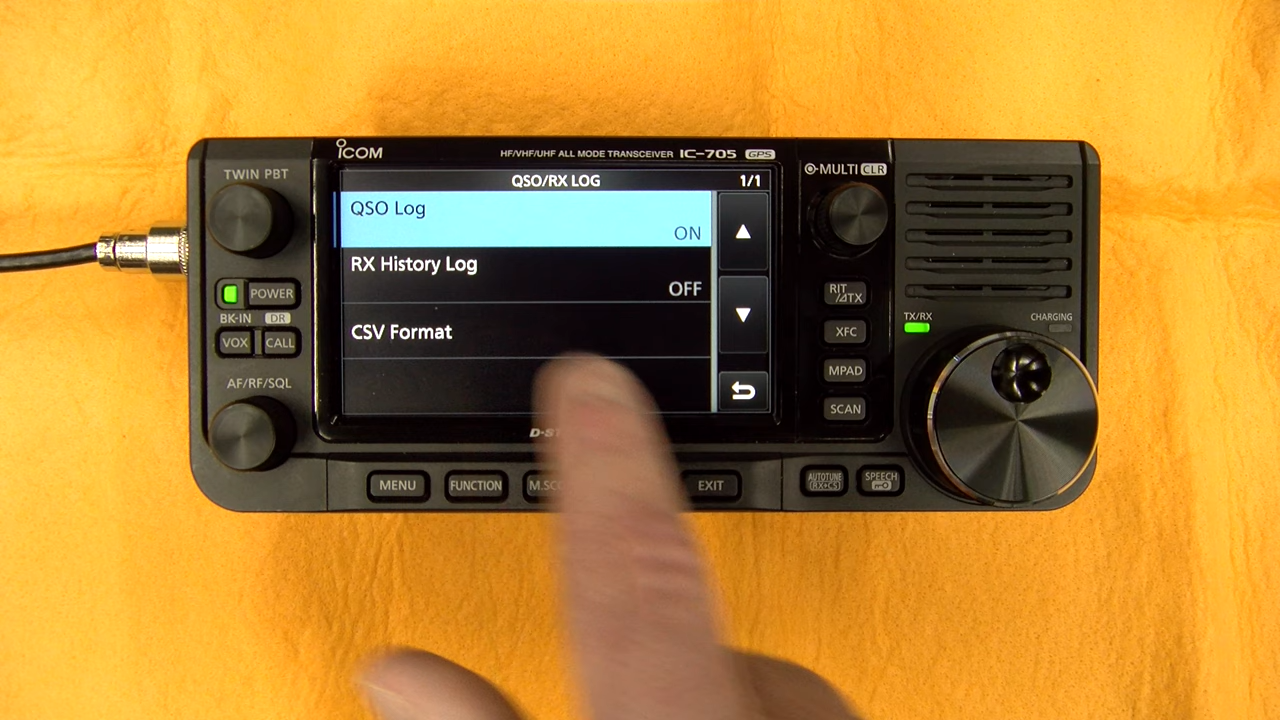 ICOM
HF/VHF/UHF ALL MODE TRANSCEIVER IC-705 GPS
TWIN PBT
QSO/RX LOG 1/1
MULTI CLR
QSO Log
ON
RX History Log
OFF
CSV Format
POWER
BK-IN DR
VOX CALL
AF/RF/SQL
RIT
/⊿TX
XFC
MPAD
SCAN
TX/RX CHARGING
MENU FUNCTION EXIT
AUTOTUNE
(RX➔CS)
SPEECH